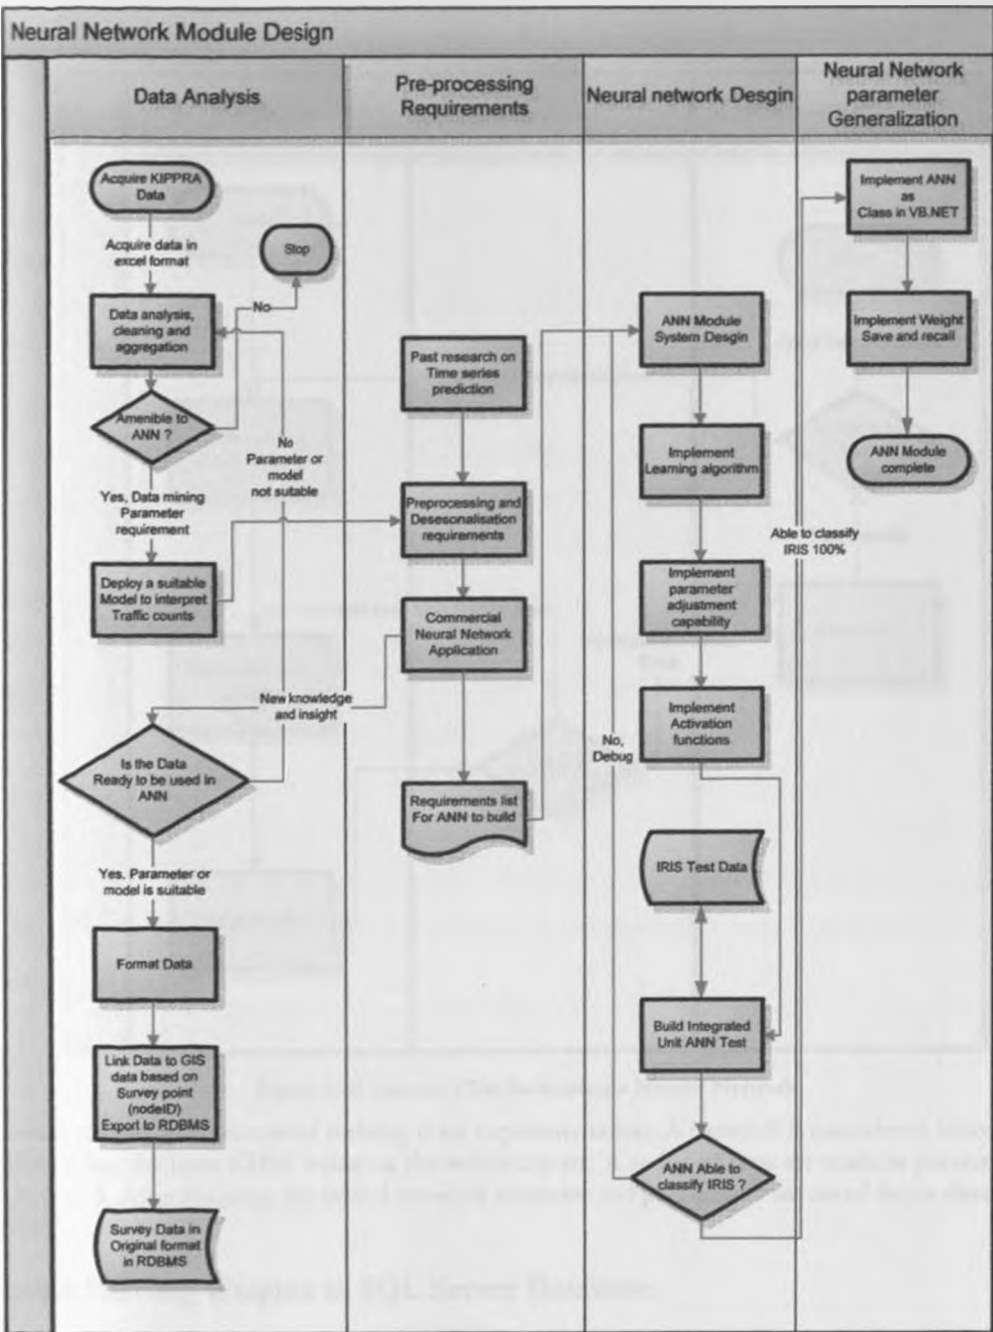 Neural Network Module Design
Data Analysis
Pre-processing
Requirements
Neural network Desgin
Neural Network
parameter
Generalization
Acquire KIPPRA
Data
Acquire data in
excel format
Stop
No
Data analysis,
cleaning and
aggregation
Amenible to
ANN ?
No
Parameter or
model
not suitable
Yes, Data mining
Parameter
requirement
Deploy a suitable
Model to interpret
Traffic counts
New knowledge
and insight
Is the Data
Ready to be used in
ANN
Yes, Parameter or
model is suitable
Format Data
Link Data to GIS
data based on
Survey point
(nodeID)
Export to RDBMS
Survey Data in
Original format
in RDBMS
Past research on
Time series
prediction
Preprocessing and
Desesonalisation
requirements
Commercial
Neural Network
Application
Requirements list
For ANN to build
ANN Module
System Desgin
Implement
Learning algorithm
Implement
parameter
adjustment
capability
Implement
Activation
functions
No,
Debug
IRIS Test Data
Build Integrated
Unit ANN Test
ANN Able to
classify IRIS ?
Able to classify
IRIS 100%
Implement ANN
as
Class in VB.NET
Implement Weight
Save and recall
ANN Module
complete